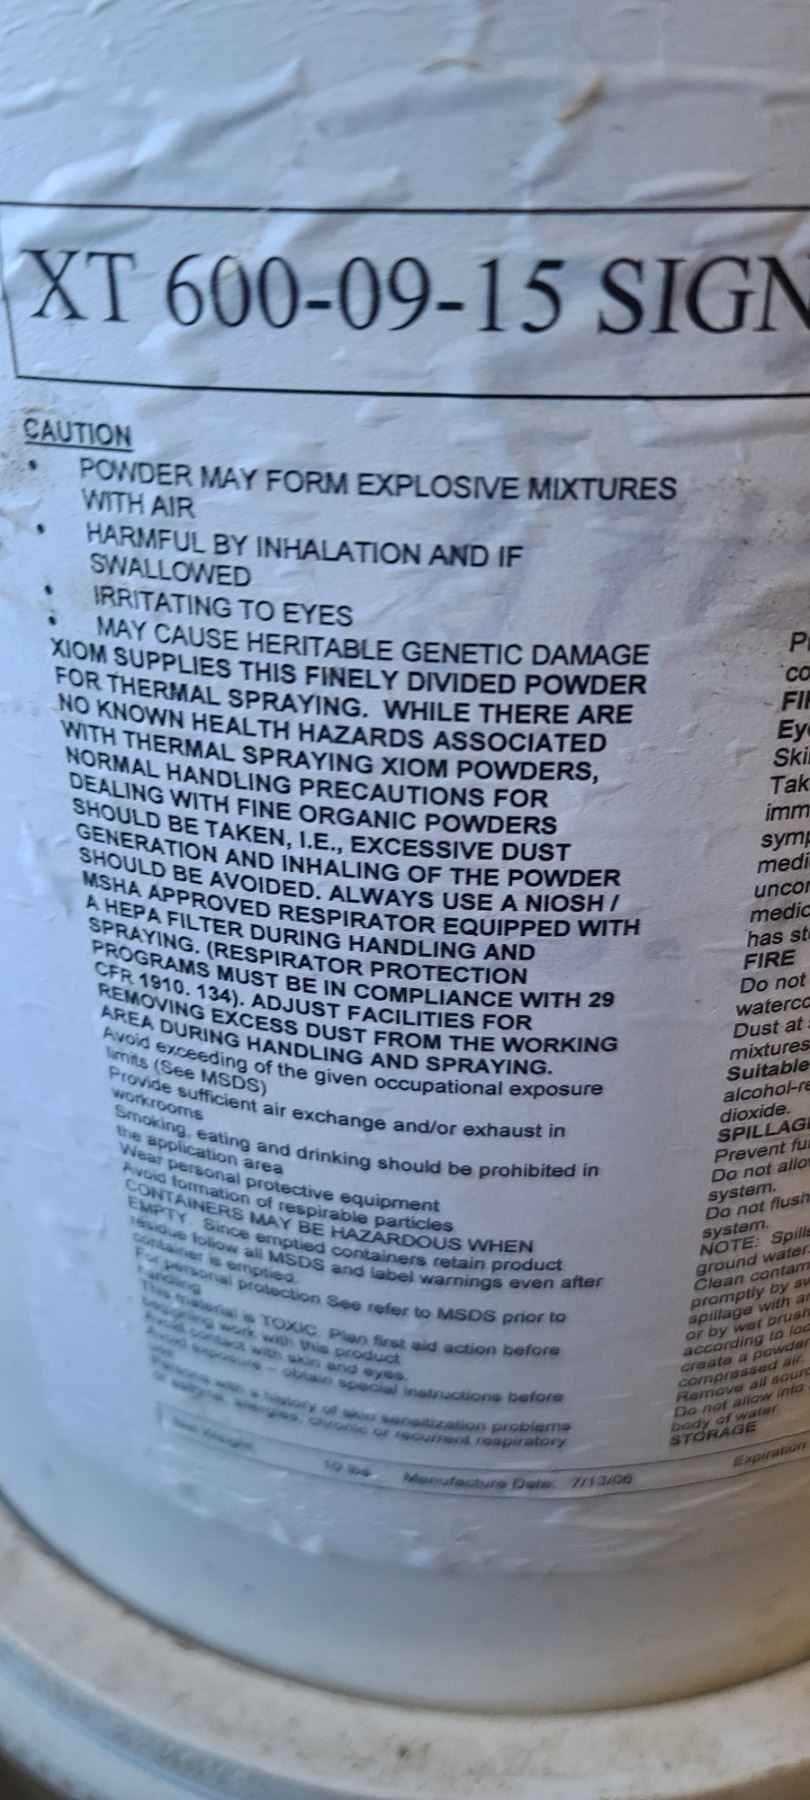 XT 600-09-15 SIGN
CAUTION
• POWDER MAY FORM EXPLOSIVE MIXTURES
WITH AIR
• HARMFUL BY INHALATION AND IF
SWALLOWED
• IRRITATING TO EYES
• MAY CAUSE HERITABLE GENETIC DAMAGE
XIOM SUPPLIES THIS FINELY DIVIDED POWDER
FOR THERMAL SPRAYING. WHILE THERE ARE
NO KNOWN HEALTH HAZARDS ASSOCIATED
WITH THERMAL SPRAYING XIOM POWDERS,
NORMAL HANDLING PRECAUTIONS FOR
DEALING WITH FINE ORGANIC POWDERS
SHOULD BE TAKEN, I.E., EXCESSIVE DUST
GENERATION AND INHALING OF THE POWDER
SHOULD BE AVOIDED. ALWAYS USE A NIOSH /
MSHA APPROVED RESPIRATOR EQUIPPED WITH
A HEPA FILTER DURING HANDLING AND
SPRAYING. (RESPIRATOR PROTECTION
PROGRAMS MUST BE IN COMPLIANCE WITH 29
CFR 1910. 134). ADJUST FACILITIES FOR
REMOVING EXCESS DUST FROM THE WORKING
AREA DURING HANDLING AND SPRAYING.
Avoid exceeding of the given occupational exposure
limits (See MSDS)
Provide sufficient air exchange and/or exhaust in
workrooms
Smoking, eating and drinking should be prohibited in
the application area
Wear personal protective equipment
Avoid formation of respirable particles
CONTAINERS MAY BE HAZARDOUS WHEN
EMPTY. Since emptied containers retain product
residue follow all MSDS and label warnings even after
container is emptied.
For personal protection See refer to MSDS prior to
handling
This material is TOXIC. Plan first aid action before
beginning work with this product
Avoid contact with skin and eyes.
Avoid exposure – obtain special instructions before
use
Persons with a history of skin sensitization problems
or asthma, allergies, chronic or recurrent respiratory
Net Weight: 10 lbs Manufacture Date: 7/13/06
Expiration
FIRE
Do not
Dust at
mixtures
Suitable
dioxide.
Prevent
Do not
system.
Do not flush
system.
NOTE:
ground water.
Clean
promptly by
spillage with
or by wet brush
according to
create a powder
compressed air.
Remove all
Do not allow into
body of water.
STORAGE